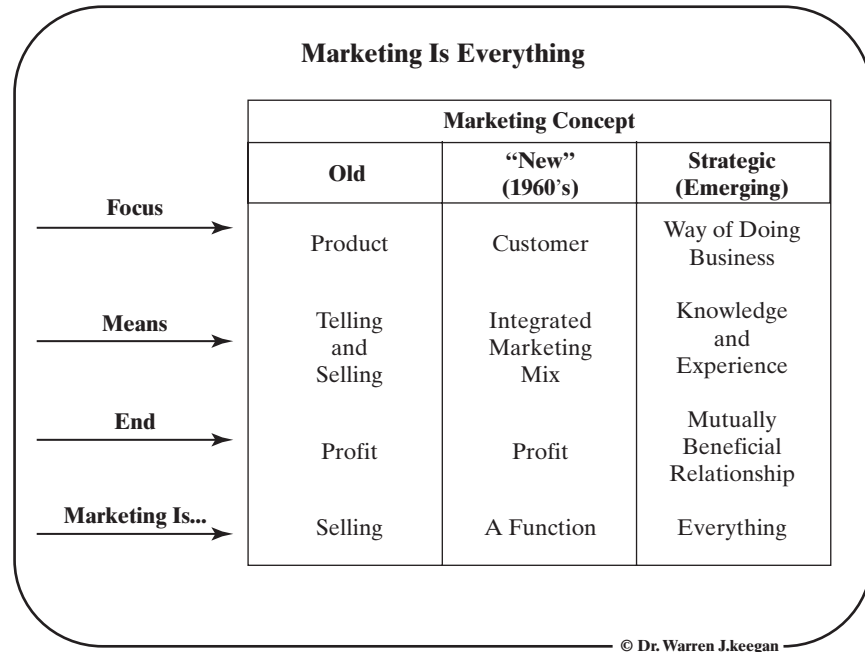 Marketing Is Everything
Marketing Concept
Old
“New”
(1960's)
Strategic
(Emerging)
Focus
Product
Customer
Way of Doing
Business
Means
Telling
and
Selling
Integrated
Marketing
Mix
Knowledge
and
Experience
End
Profit
Profit
Mutually
Beneficial
Relationship
Marketing Is...
Selling
A Function
Everything
© Dr. Warren J.keegan